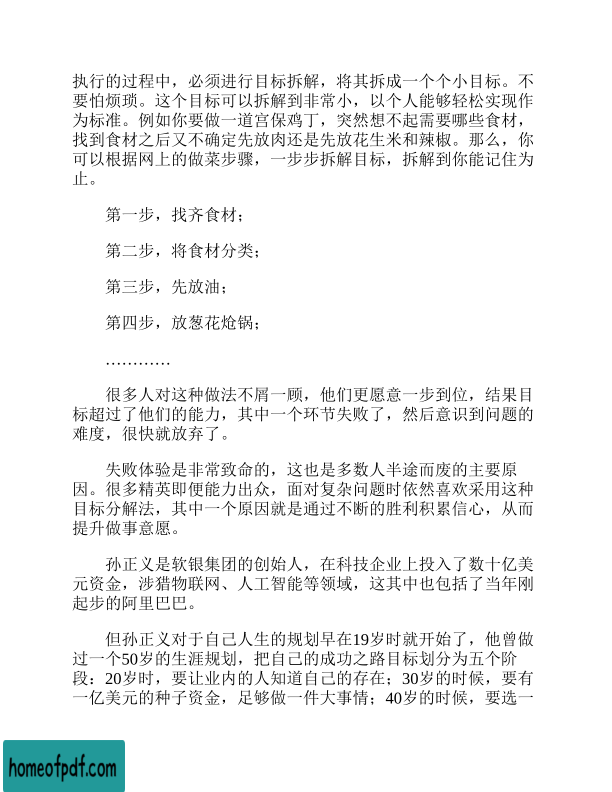 执行的过程中，必须进行目标拆解，将其拆成一个个小目标。不
要怕烦琐。这个目标可以拆解到非常小，以个人能够轻松实现作
为标准。例如你要做一道宫保鸡丁，突然想不起需要哪些食材，
找到食材之后又不确定先放肉还是先放花生米和辣椒。那么，你
可以根据网上的做菜步骤，一步步拆解目标，拆解到你能记住为
止。
第一步，找齐食材；
第二步，将食材分类；
第三步，先放油；
第四步，放葱花炝锅；
…………
很多人对这种做法不屑一顾，他们更愿意一步到位，结果目
标超过了他们的能力，其中一个环节失败了，然后意识到问题的
难度，很快就放弃了。
失败体验是非常致命的，这也是多数人半途而废的主要原
因。很多精英即便能力出众，面对复杂问题时依然喜欢采用这种
目标分解法，其中一个原因就是通过不断的胜利积累信心，从而
提升做事意愿。
孙正义是软银集团的创始人，在科技企业上投入了数十亿美
元资金，涉猎物联网、人工智能等领域，这其中也包括了当年刚
起步的阿里巴巴。
但孙正义对于自己人生的规划早在19岁时就开始了，他曾做
过一个50岁的生涯规划，把自己的成功之路目标划分为五个阶
段：20岁时，要让业内的人知道自己的存在；30岁的时候，要有
一亿美元的种子资金，足够做一件大事情；40岁的时候，要选一
homeofpdf.com